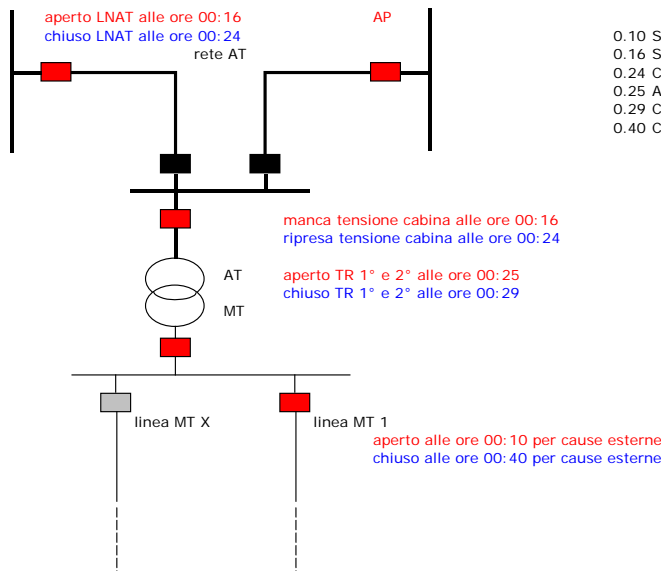 aperto LNAT alle ore 00:16
AP
chiuso LNAT alle ore 00:24
rete AT
0.10 S
0.16 S
0.24 C
0.25 A
0.29 C
0.40 C
manca tensione cabina alle ore 00:16
ripresa tensione cabina alle ore 00:24
AT
aperto TR 1° e 2° alle ore 00:25
chiuso TR 1° e 2° alle ore 00:29
MT
linea MT X
linea MT 1
aperto alle ore 00:10 per cause esterne
chiuso alle ore 00:40 per cause esterne